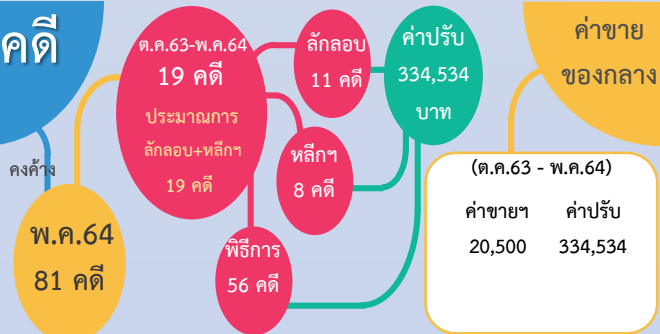 คดี
คงค้าง
พ.ค.64
81 คดี
ต.ค.63-พ.ค.64
19 คดี
ประมาณการ
ลักลอบ+หลีกฯ
19 คดี
ลักลอบ
11 คดี
หลีกฯ
8 คดี
พิธีการ
56 คดี
ค่าปรับ
334,534
บาท
ค่าขาย
ของกลาง
(ต.ค.63 - พ.ค.64)
ค่าขายฯ ค่าปรับ
20,500 334,534